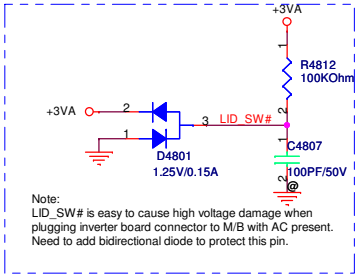 +3VA
1
R4812
100KOhm
2
+3VA
2
3
LID_SW#
1
1
C4807
D4801
1.25V/0.15A
100PF/50V
2
@
Note:
LID_SW# is easy to cause high voltage damage when
plugging inverter board connector to M/B with AC present.
Need to add bidirectional diode to protect this pin.